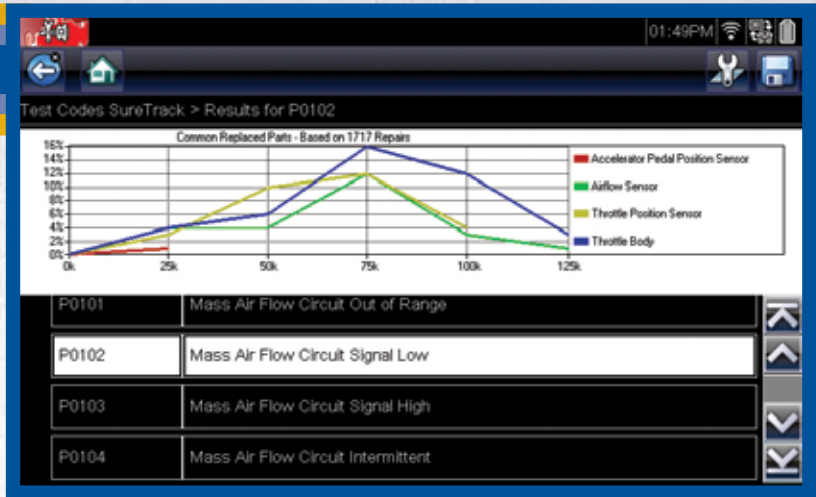 01:49PM
Test Codes SureTrack > Results for P0102
Common Replaced Parts - Based on 1717 Repairs
16%
14%
12%
10%
8%
6%
4%
2%
0%
0k
25k
50k
75k
100k
125k
Accelerator Pedal Position Sensor
Airflow Sensor
Throttle Position Sensor
Throttle Body
P0101 Mass Air Flow Circuit Out of Range
P0102 Mass Air Flow Circuit Signal Low
P0103 Mass Air Flow Circuit Signal High
P0104 Mass Air Flow Circuit Intermittent